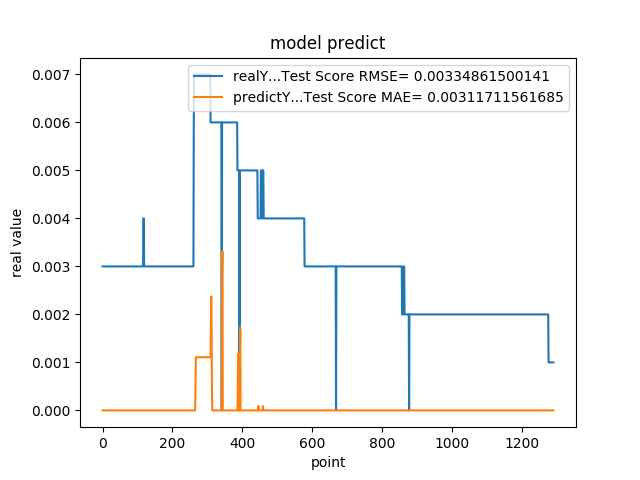 model predict
realY...Test Score RMSE= 0.00334861500141
predictY...Test Score MAE= 0.00311711561685
0.007
0.006
0.005
0.004
0.003
0.002
0.001
0.000
real value
0 200 400 600 800 1000 1200
point